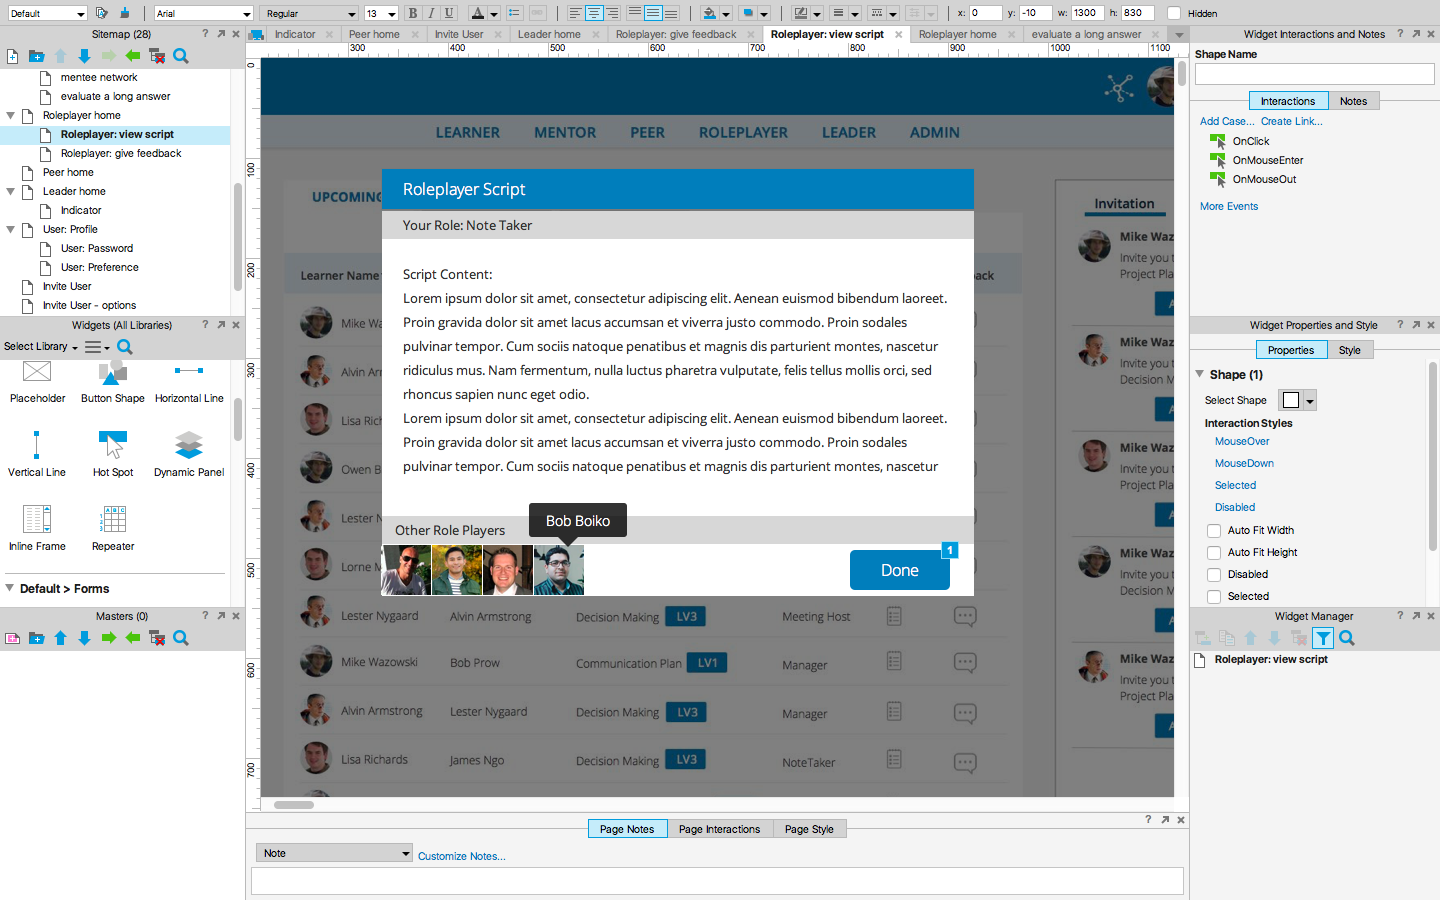 Default
Arial
Regular
13
B I U
x: 0 y: -10 w: 1300 h: 830 Hidden
Sitemap (28)
mentee network
evaluate a long answer
Roleplayer home
Roleplayer: view script
Roleplayer: give feedback
Peer home
Leader home
Indicator
User: Profile
User: Password
User: Preference
Invite User
Invite User - options
Widgets (All Libraries)
Select Library
Placeholder Button Shape Horizontal Line
Vertical Line Hot Spot Dynamic Panel
Inline Frame Repeater
Default > Forms
Masters (0)
Indicator Peer home Invite User Leader home Roleplayer: give feedback Roleplayer: view script Roleplayer home evaluate a long answer
300 400 500 600 700 800 900 1000 1100
0
100
200
300
400
500
600
700
LEARNER MENTOR PEER ROLEPLAYER LEADER ADMIN
UPCOMING
Learner Name
Roleplayer Script
Your Role: Note Taker
Script Content:
Lorem ipsum dolor sit amet, consectetur adipiscing elit. Aenean euismod bibendum laoreet.
Proin gravida dolor sit amet lacus accumsan et viverra justo commodo. Proin sodales
pulvinar tempor. Cum sociis natoque penatibus et magnis dis parturient montes, nascetur
ridiculus mus. Nam fermentum, nulla luctus pharetra vulputate, felis tellus mollis orci, sed
rhoncus sapien nunc eget odio.
Lorem ipsum dolor sit amet, consectetur adipiscing elit. Aenean euismod bibendum laoreet.
Proin gravida dolor sit amet lacus accumsan et viverra justo commodo. Proin sodales
pulvinar tempor. Cum sociis natoque penatibus et magnis dis parturient montes, nascetur
Other Role Players
Bob Boiko
Done
1
Mike Wa
Alvin Arm
Lisa Rich
Owen B
Lester N
Lorne M
ck
Lester Nygaard Alvin Armstrong Decision Making LV3 Meeting Host
Mike Wazowski Bob Prow Communication Plan LV1 Manager
Alvin Armstrong Lester Nygaard Decision Making LV3 Manager
Lisa Richards James Ngo Decision Making LV3 NoteTaker
Invitation
Mike Waz
Invite you t
Project Pla
A
Mike Waz
Invite you t
Decision M
A
Mike Waz
Invite you t
Project Pla
A
Mike Waz
Invite you t
Decision M
A
Mike Waz
Invite you t
Project Pla
A
Page Notes Page Interactions Page Style
Note
Customize Notes...
Widget Interactions and Notes
Shape Name
Interactions Notes
Add Case... Create Link...
OnClick
OnMouseEnter
OnMouseOut
More Events
Widget Properties and Style
Properties Style
Shape (1)
Select Shape
Interaction Styles
MouseOver
MouseDown
Selected
Disabled
Auto Fit Width
Auto Fit Height
Disabled
Selected
Widget Manager
Roleplayer: view script